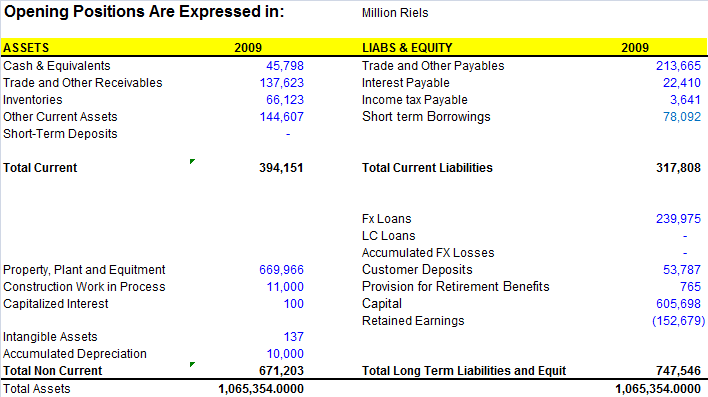 Opening Positions Are Expressed in: Million Riels
ASSETS 2009 LIABS & EQUITY 2009
Cash & Equivalents 45,798 Trade and Other Payables 213,665
Trade and Other Receivables 137,623 Interest Payable 22,410
Inventories 66,123 Income tax Payable 3,641
Other Current Assets 144,607 Short term Borrowings 78,092
Short-Term Deposits -
Total Current 394,151 Total Current Liabilities 317,808
Fx Loans 239,975
LC Loans -
Accumulated FX Losses -
Property, Plant and Equitment 669,966 Customer Deposits 53,787
Construction Work in Process 11,000 Provision for Retirement Benefits 765
Capitalized Interest 100 Capital 605,698
Retained Earnings (152,679)
Intangible Assets 137
Accumulated Depreciation 10,000
Total Non Current 671,203 Total Long Term Liabilities and Equit 747,546
Total Assets 1,065,354.0000 1,065,354.0000